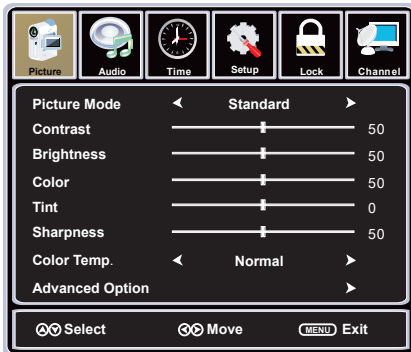 Picture Audio Time Setup Lock Channel
Picture Mode Standard
Contrast 50
Brightness 50
Color 50
Tint 0
Sharpness 50
Color Temp. Normal
Advanced Option
Select Move MENU Exit